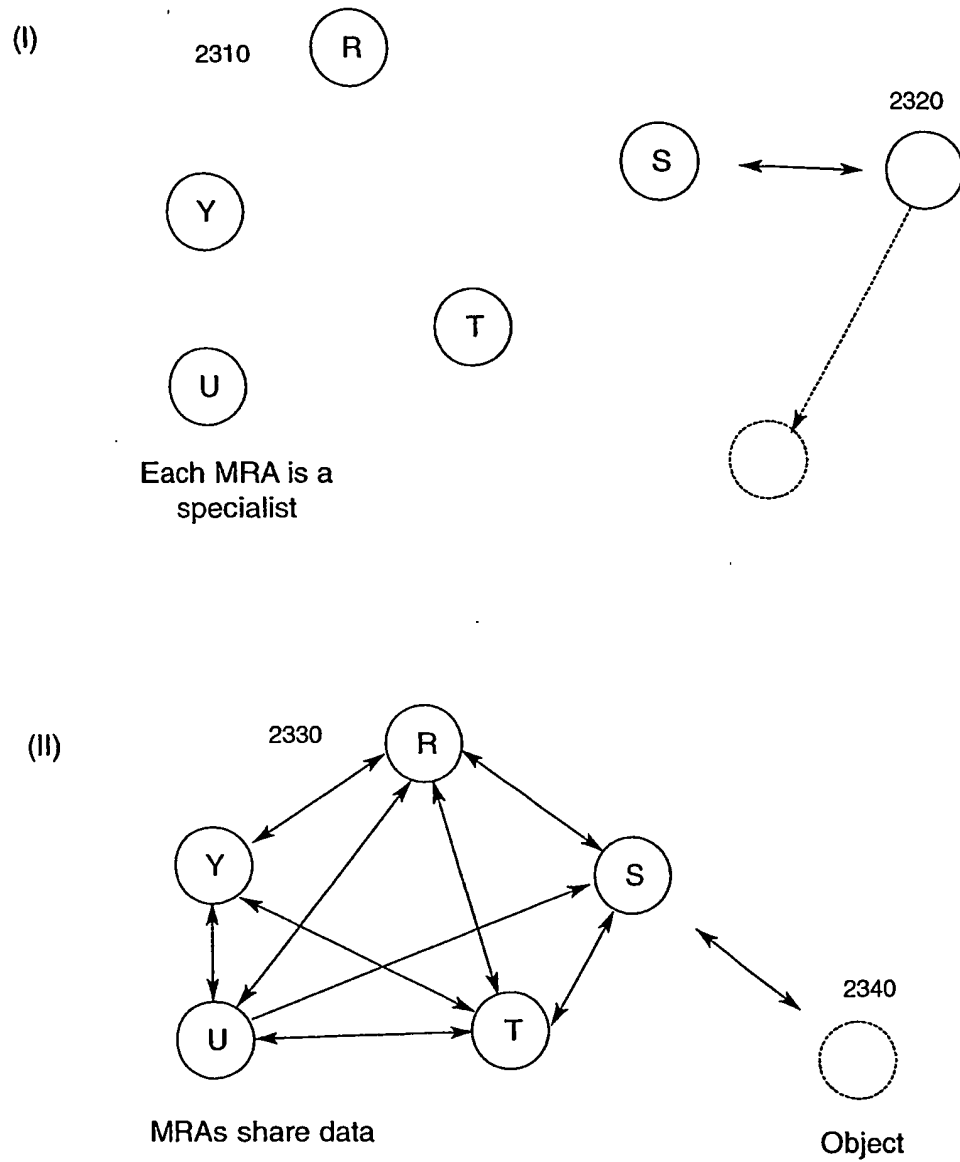 (I)
2310
R
2320
S
Y
T
U
Each MRA is a
specialist
(II)
2330
R
Y
S
2340
U
T
MRAs share data
Object